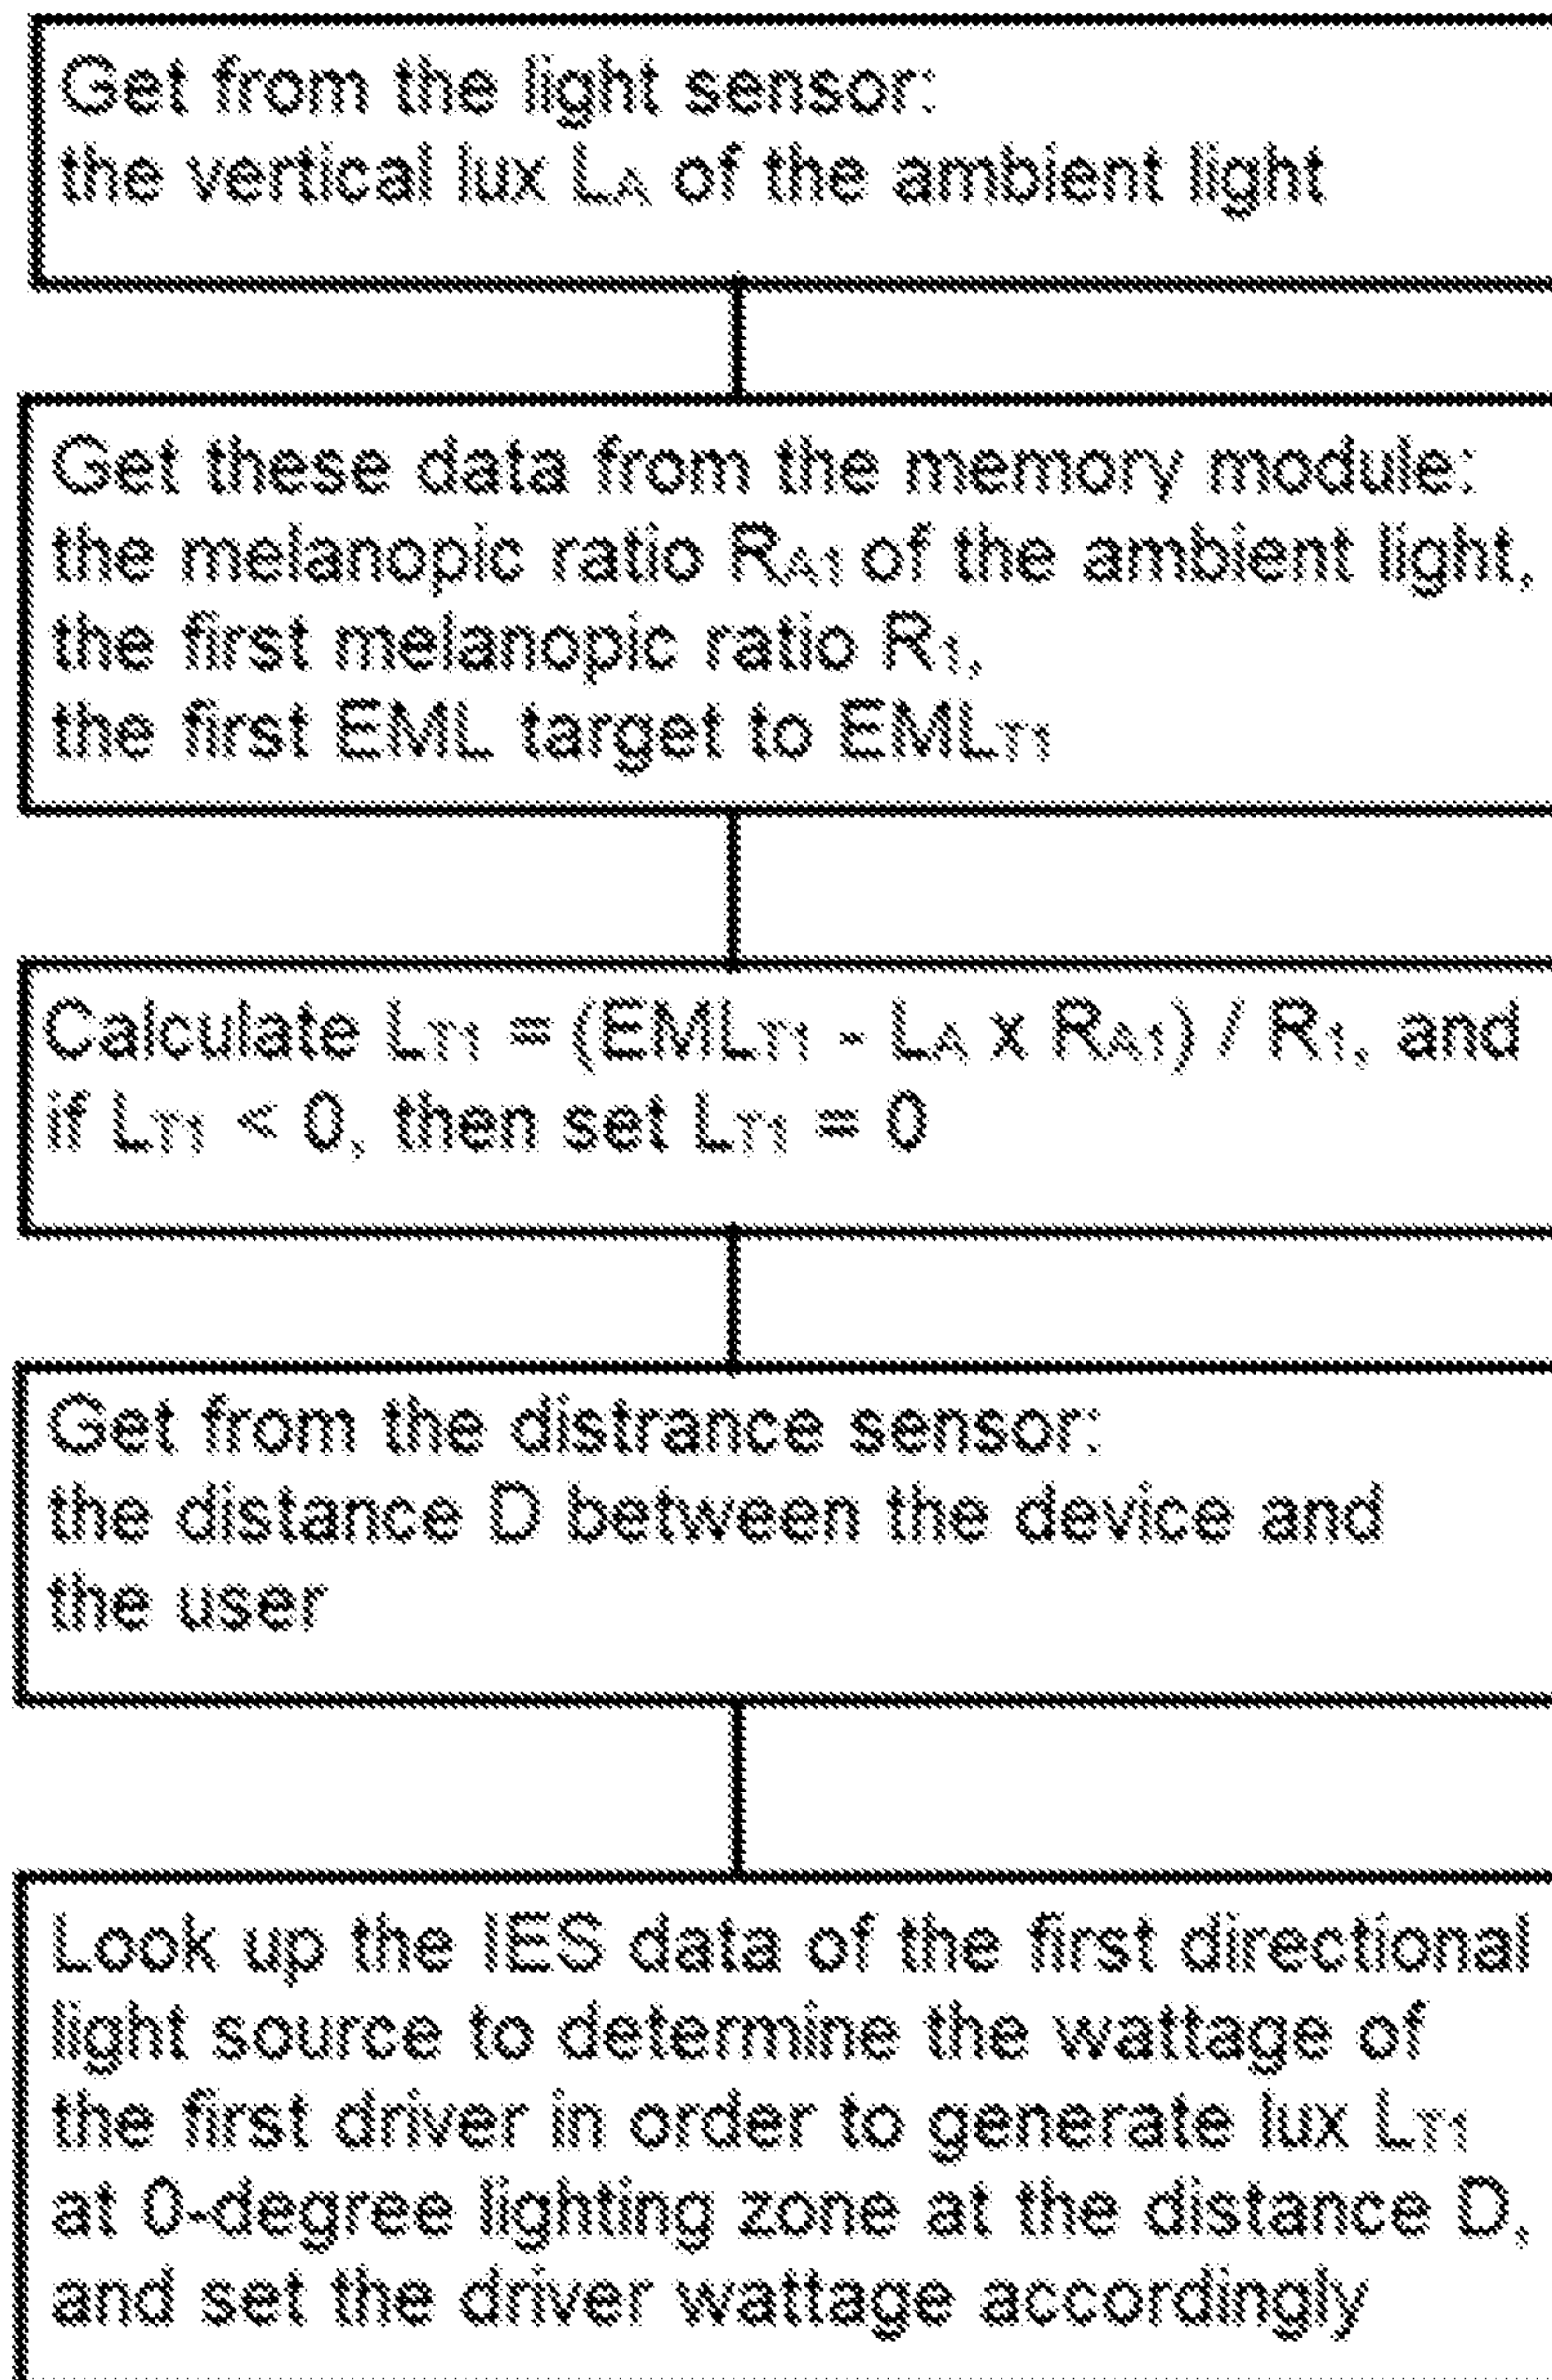 Get from the light sensor:
the vertical lux LA of the ambient light
Get these data from the memory module:
the melanopic ratio RA1 of the ambient light,
the first melanopic ratio R1,
the first EML target to EMLT1
Calculate LT1 = (EMLT1 - LA x RA1) / R1, and
if LT1 < 0, then set LT1 = 0
Get from the distrance sensor:
the distance D between the device and
the user
Look up the IES data of the first directional
light source to determine the wattage of
the first driver in order to generate lux LT1
at 0-degree lighting zone at the distance D,
and set the driver wattage accordingly